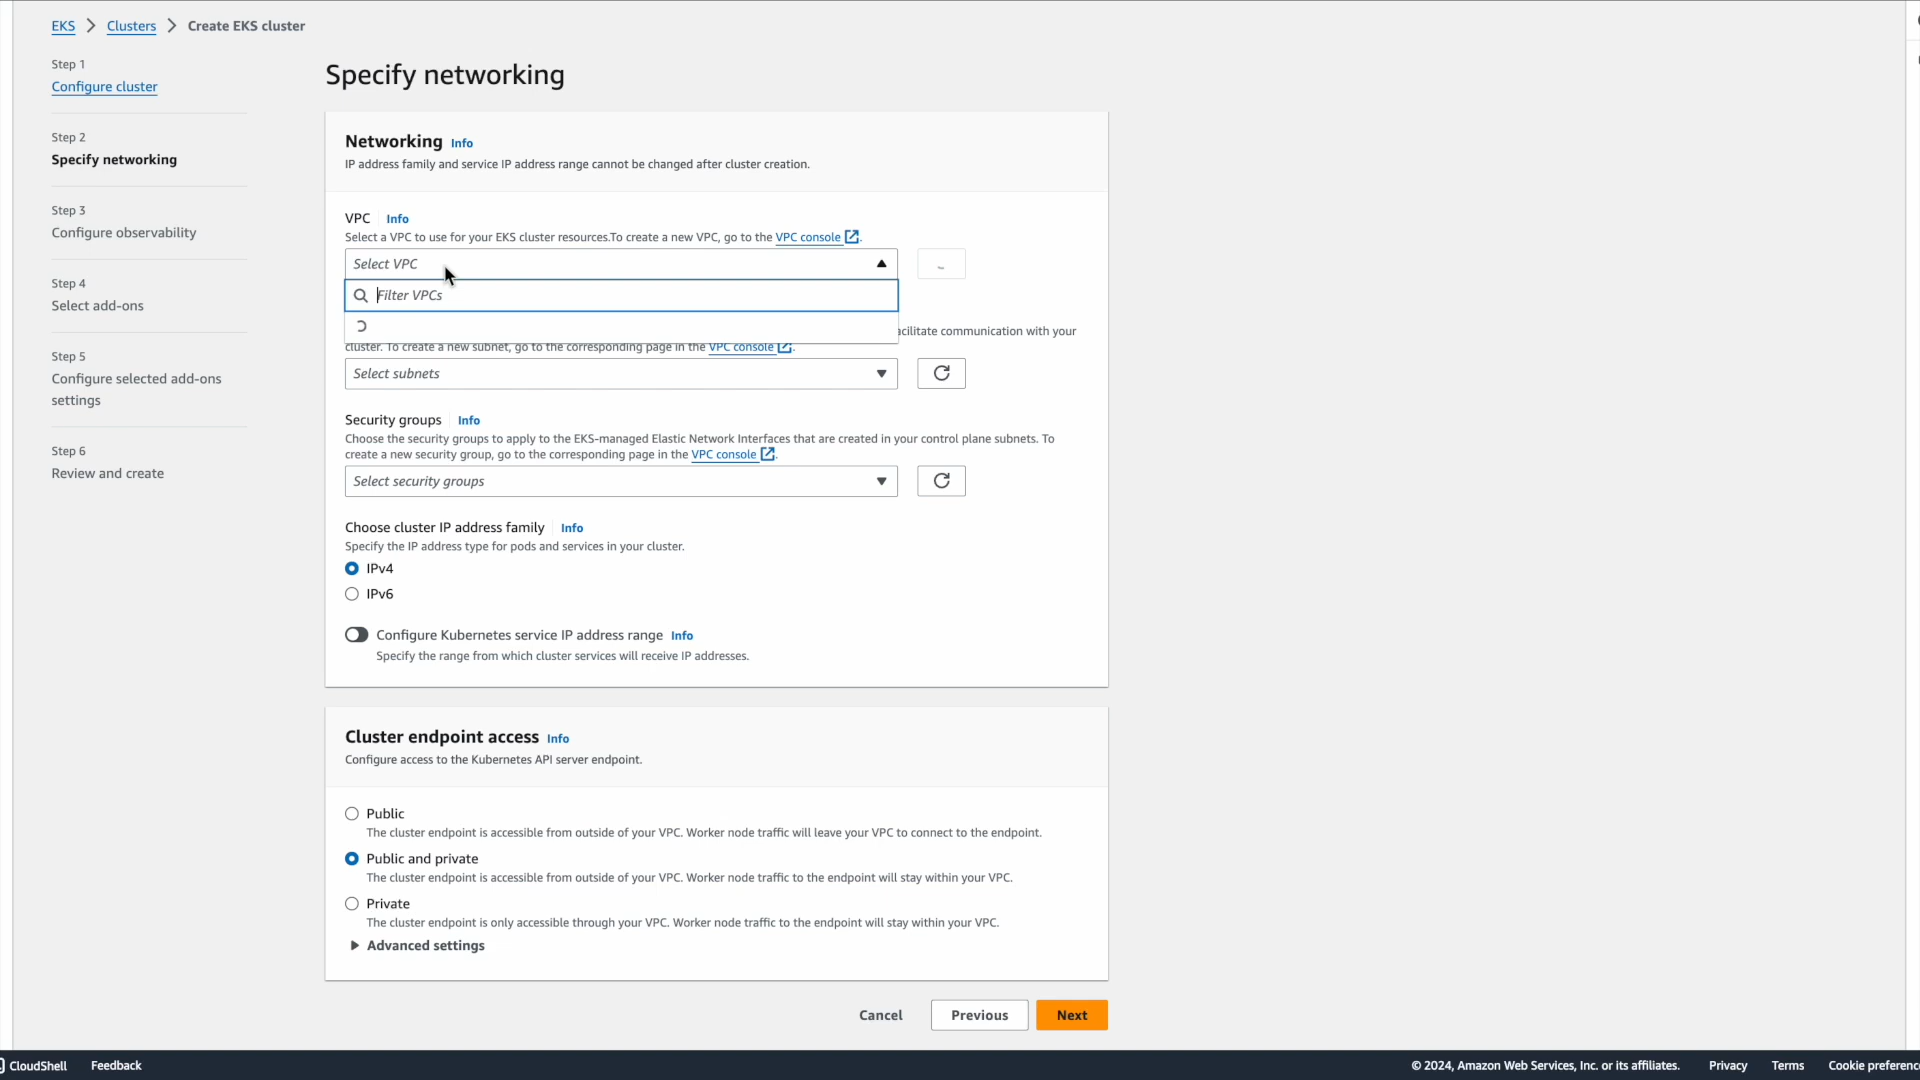 EKS
Clusters
Create EKS cluster
Step 1
Configure cluster
Step 2
Specify networking
Step 3
Configure observability
Step 4
Select add-ons
Step 5
Configure selected add-ons
settings
Step 6
Review and create
Specify networking
Networking Info
IP address family and service IP address range cannot be changed after cluster creation.
VPC Info
Select a VPC to use for your EKS cluster resources.To create a new VPC, go to the VPC console.
Select VPC
Filter VPCs
acilitate communication with your
cluster. To create a new subnet, go to the corresponding page in the VPC console.
Select subnets
Security groups Info
Choose the security groups to apply to the EKS-managed Elastic Network Interfaces that are created in your control plane subnets. To
create a new security group, go to the corresponding page in the VPC console.
Select security groups
Choose cluster IP address family Info
Specify the IP address type for pods and services in your cluster.
IPv4
IPv6
Configure Kubernetes service IP address range Info
Specify the range from which cluster services will receive IP addresses.
Cluster endpoint access Info
Configure access to the Kubernetes API server endpoint.
Public
The cluster endpoint is accessible from outside of your VPC. Worker node traffic will leave your VPC to connect to the endpoint.
Public and private
The cluster endpoint is accessible from outside of your VPC. Worker node traffic to the endpoint will stay within your VPC.
Private
The cluster endpoint is only accessible through your VPC. Worker node traffic to the endpoint will stay within your VPC.
Advanced settings
Cancel
Previous
Next
CloudShell
Feedback
© 2024, Amazon Web Services, Inc. or its affiliates.
Privacy
Terms
Cookie preference